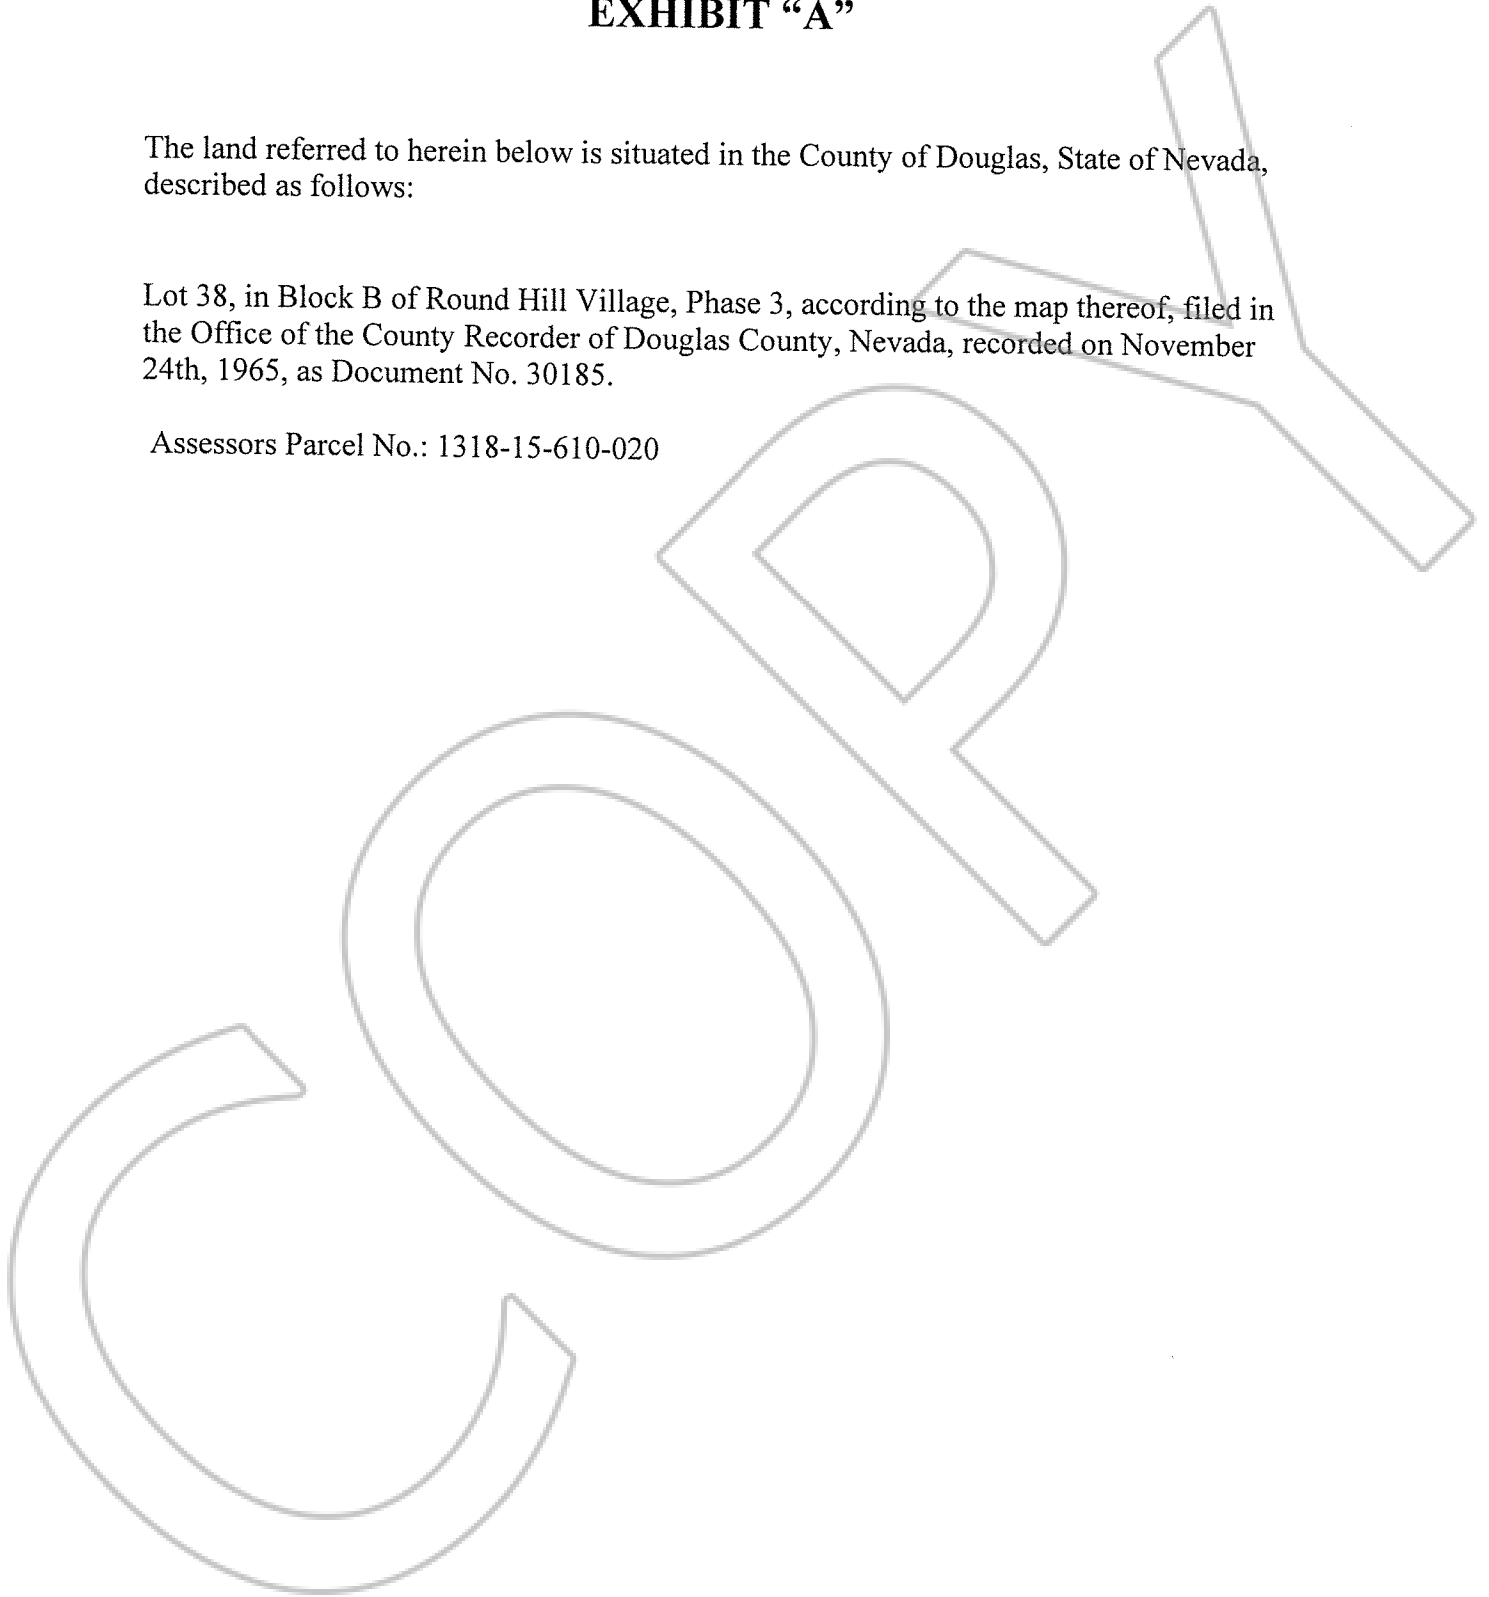 EXHIBIT “A”
The land referred to herein below is situated in the County of Douglas, State of Nevada,
described as follows:
Lot 38, in Block B of Round Hill Village, Phase 3, according to the map thereof, filed in
the Office of the County Recorder of Douglas County, Nevada, recorded on November
24th, 1965, as Document No. 30185.
Assessors Parcel No.: 1318-15-610-020
COPY